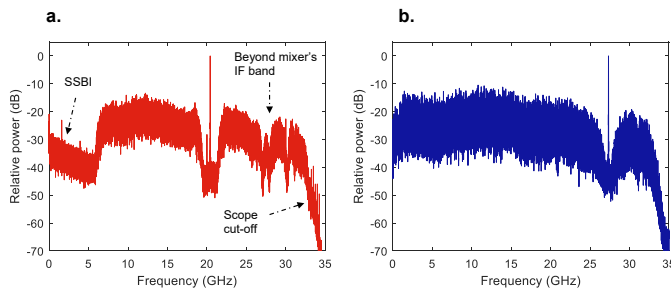 a.
0
-10
-20
-30
-40
-50
-60
-70
0
5
10
15
20
25
30
35
Relative power (dB)
Frequency (GHz)
SSBI
Beyond mixer's
IF band
Scope
cut-off
b.
0
-10
-20
-30
-40
-50
-60
-70
0
5
10
15
20
25
30
35
Relative power (dB)
Frequency (GHz)